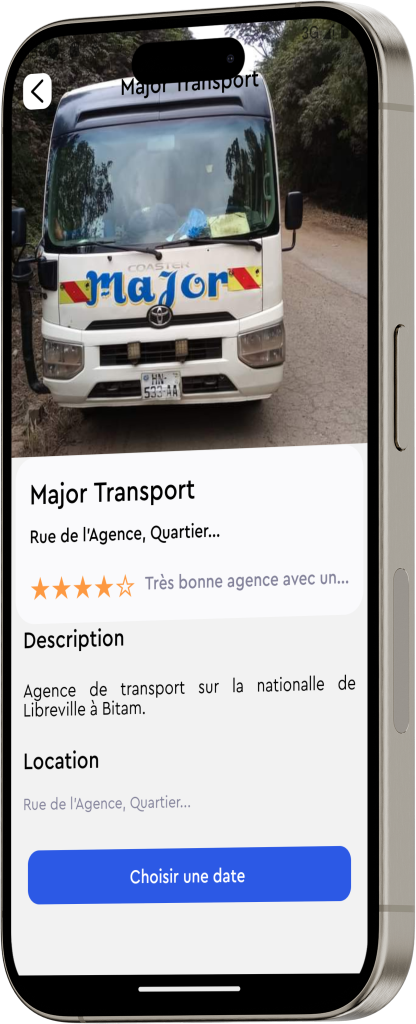 3G
Major Transport
COASTER
Major
HN
533-AA
Major Transport
Rue de l'Agence, Quartier...
Très bonne agence avec un...
Description
Agence de transport sur la nationalle de
Libreville à Bitam.
Location
Rue de l'Agence, Quartier...
Choisir une date